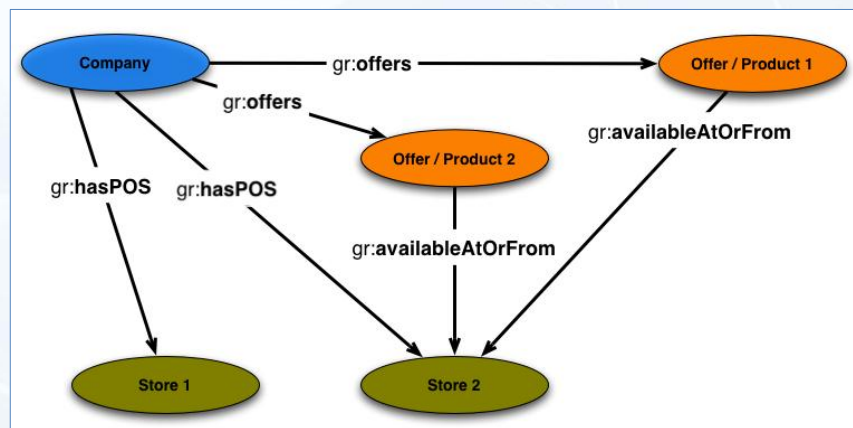 Company
gr:offers
Offer / Product 1
gr:offers
gr:availableAtOrFrom
Offer / Product 2
gr:hasPOS
gr:hasPOS
gr:availableAtOrFrom
Store 1
Store 2